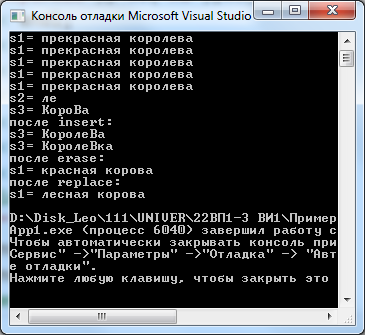 Консоль отладки Microsoft Visual Studio
s1= прекрасная королева
s1= прекрасная королева
s1= прекрасная королева
s1= прекрасная королева
s1= прекрасная королева
s2= ле
s3= КороВа
после insert:
s3= КоролеВа
s3= КоролеВка
после erase:
s1= красная корова
после replace:
s1= лесная корова
D:\Disk_Leo\111\UNIVER\22ВП1-3 ВИ1\Пример
App1.exe (процесс 6040) завершил работу с
Чтобы автоматически закрывать консоль при
Сервис" ->"Параметры" ->"Отладка" -> "Авт
е отладки".
Нажмите любую клавишу, чтобы закрыть это